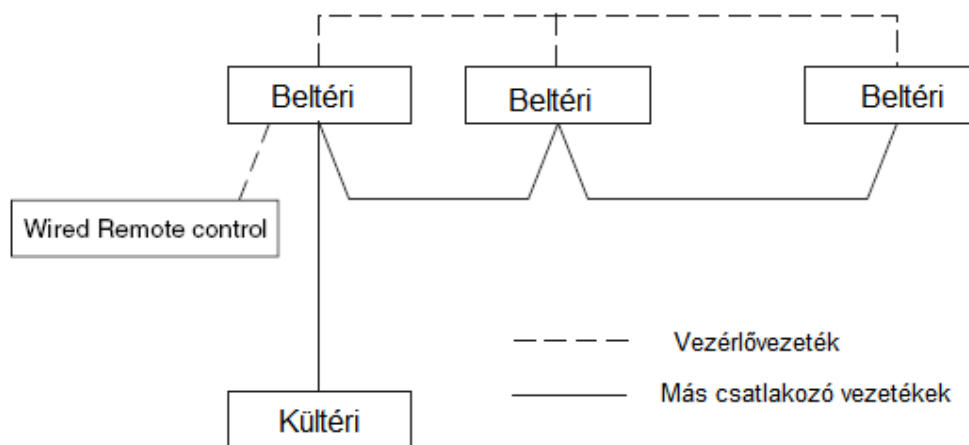 Beltéri
Beltéri
Beltéri
Wired Remote control
Vezérlővezeték
Más csatlakozó vezetékek
Kültéri